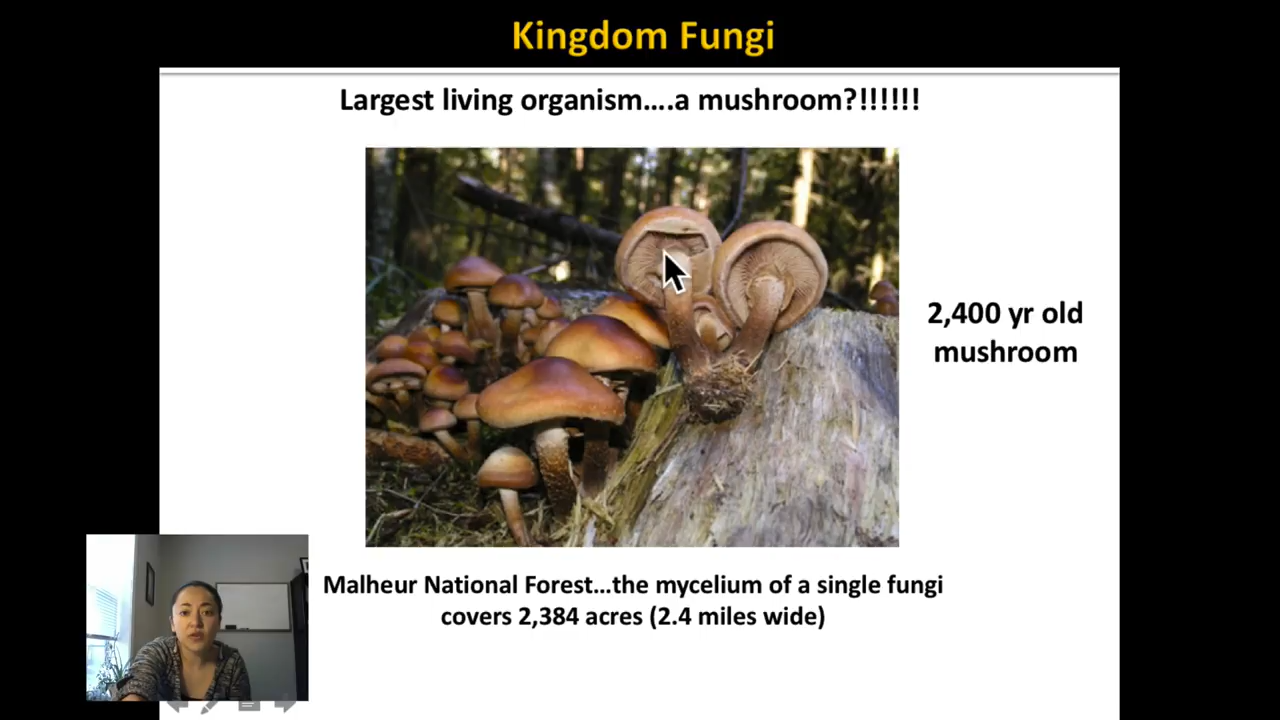 Kingdom Fungi
Largest living organism....a mushroom?!!!!!!
2,400 yr old
mushroom
Malheur National Forest...the mycelium of a single fungi
covers 2,384 acres (2.4 miles wide)